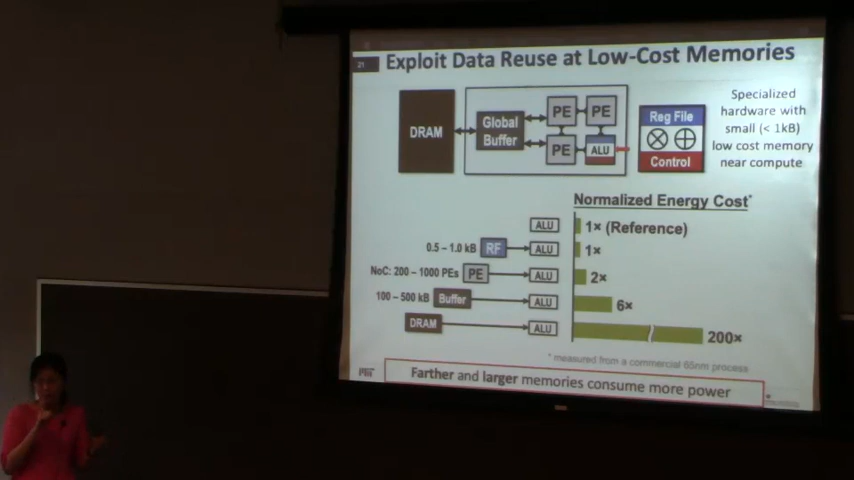 21
Exploit Data Reuse at Low-Cost Memories
DRAM
Global
Buffer
PE
PE
PE
ALU
Reg File
Control
Specialized
hardware with
small (< 1kB)
low cost memory
near compute
Normalized Energy Cost*
ALU
1× (Reference)
0.5 – 1.0 kB
RF
ALU
1×
NoC: 200 – 1000 PEs
PE
ALU
2×
100 – 500 kB
Buffer
ALU
6×
DRAM
ALU
200×
* measured from a commercial 65nm process
Farther and larger memories consume more power